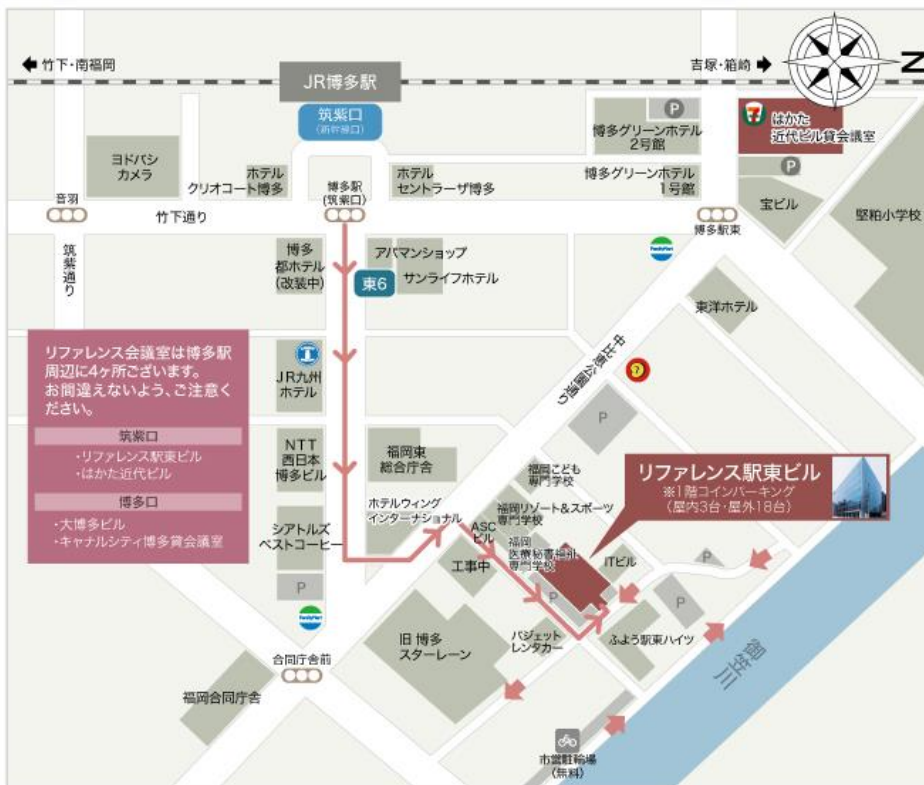 竹下・南福岡
JR博多駅
吉塚・箱崎
N
筑紫口
(新幹線口)
P
はかた
近代ビル貸会議室
博多グリーンホテル
2号館
ヨドバシ
カメラ
ホテル
クリオコート博多
博多駅
(筑紫口)
ホテル
セントラーザ博多
博多グリーンホテル
1号館
P
音羽
竹下通り
博多駅東
宝ビル
堅粕小学校
筑紫通り
博多
都ホテル
(改装中)
アパマンショップ
サンライフホテル
東6
FamilyMart
東洋ホテル
中比恵公園通り
リファレンス会議室は博多駅
周辺に4ヶ所ございます。
お間違えないよう、ご注意く
ださい。
筑紫口
・リファレンス駅東ビル
・はかた近代ビル
博多口
・大博多ビル
・キャナルシティ博多貸会議室
JR九州
ホテル
P
NTT
西日本
博多ビル
福岡東
総合庁舎
福岡こども
専門学校
リファレンス駅東ビル
※1階コインパーキング
(屋内3台・屋外18台)
ホテルウィング
インターナショナル
福岡リゾート&スポーツ
専門学校
ASC
ビル
シアトルズ
ベストコーヒー
福岡
医療秘書福祉
専門学校
工事中
ITビル
P
P
P
P
FamilyMart
旧 博多
スターレーン
バジェット
レンタカー
ふよう駅東ハイツ
合同庁舎前
福岡合同庁舎
御笠川
市営駐輪場
(無料)